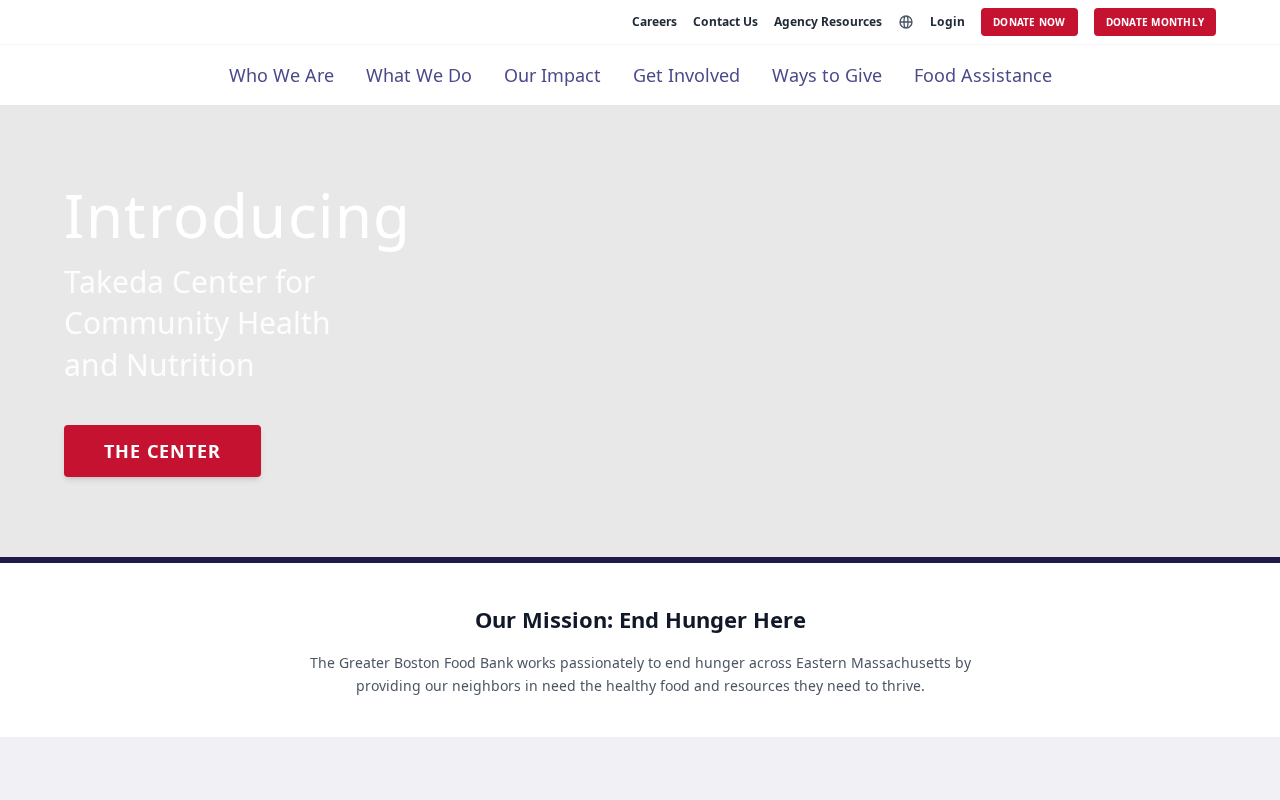 Careers Contact Us Agency Resources Login DONATE NOW DONATE MONTHLY
Who We Are What We Do Our Impact Get Involved Ways to Give Food Assistance
Introducing
Takeda Center for
Community Health
and Nutrition
THE CENTER
Our Mission: End Hunger Here
The Greater Boston Food Bank works passionately to end hunger across Eastern Massachusetts by
providing our neighbors in need the healthy food and resources they need to thrive.